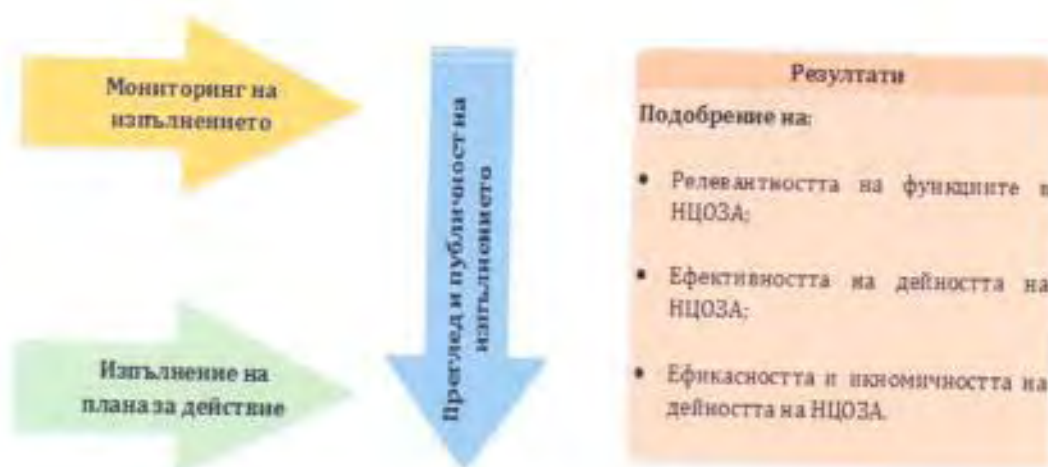 Мониторинг на
изпълнението
Изпълнение на
плана за действие
Преглед и публичност на
изпълнението
Резултати
Подобрение на:
• Релевантността на функциите в
НЦОЗА;
• Ефективността на дейността на
НЦОЗА;
• Ефикасността и икномичността на
дейността на НЦОЗА.